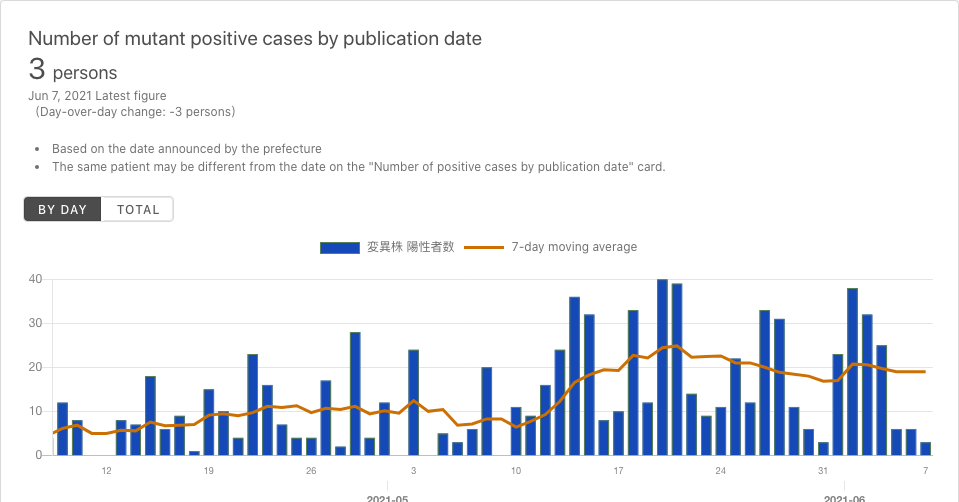 Number of mutant positive cases by publication date
3 persons
Jun 7, 2021 Latest figure
(Day-over-day change: -3 persons)
• Based on the date announced by the prefecture
• The same patient may be different from the date on the "Number of positive cases by publication date" card.
BY DAY TOTAL
変異株 陽性者数 7-day moving average
40
30
20
10
0
12 19 26 3 10 17 24 31 7
2021-05 2021-06